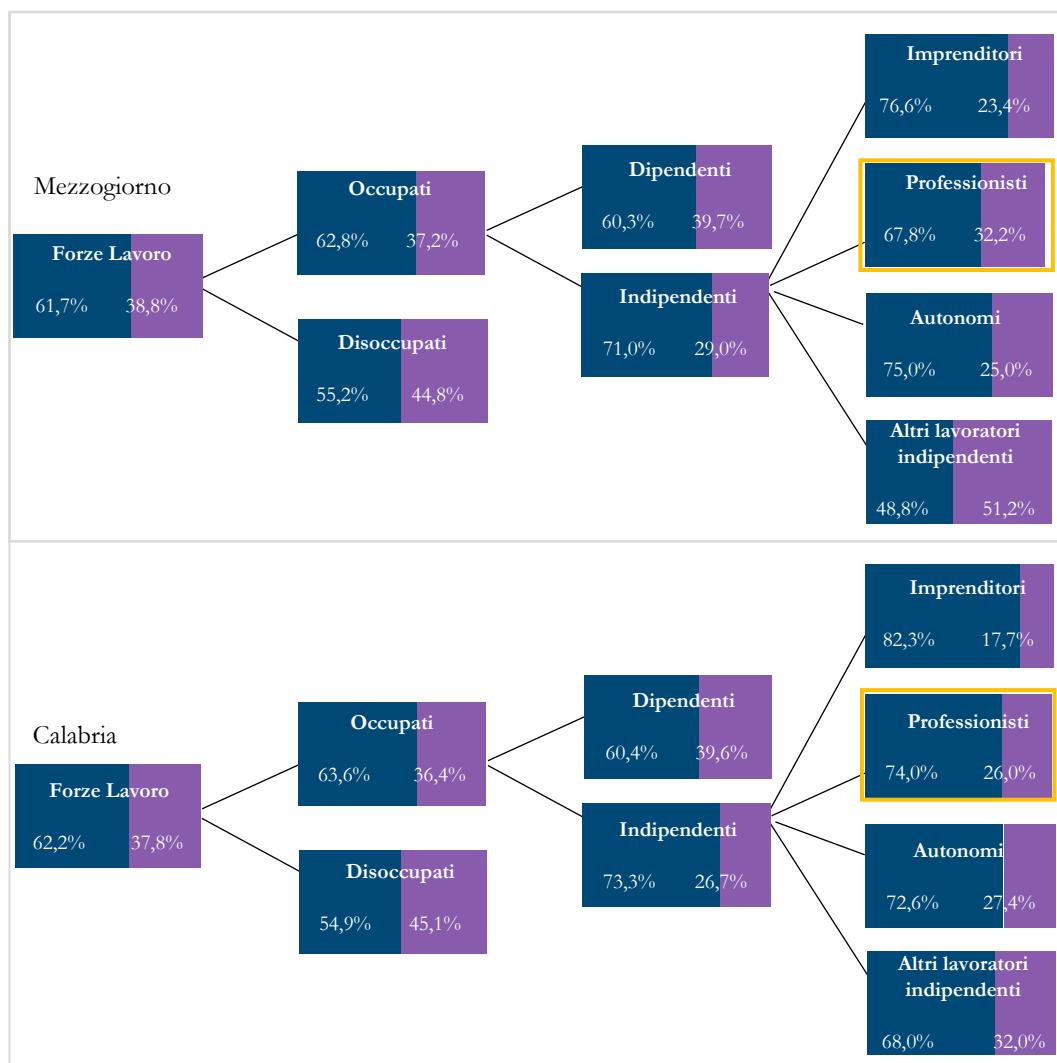 Mezzogiorno
Forze Lavoro
61,7% 38,8%
Occupati
62,8% 37,2%
Disoccupati
55,2% 44,8%
Dipendenti
60,3% 39,7%
Indipendenti
71,0% 29,0%
Imprenditori
76,6% 23,4%
Professionisti
67,8% 32,2%
Autonomi
75,0% 25,0%
Altri lavoratori
indipendenti
48,8% 51,2%
Calabria
Forze Lavoro
62,2% 37,8%
Occupati
63,6% 36,4%
Disoccupati
54,9% 45,1%
Dipendenti
60,4% 39,6%
Indipendenti
73,3% 26,7%
Imprenditori
82,3% 17,7%
Professionisti
74,0% 26,0%
Autonomi
72,6% 27,4%
Altri lavoratori
indipendenti
68,0% 32,0%